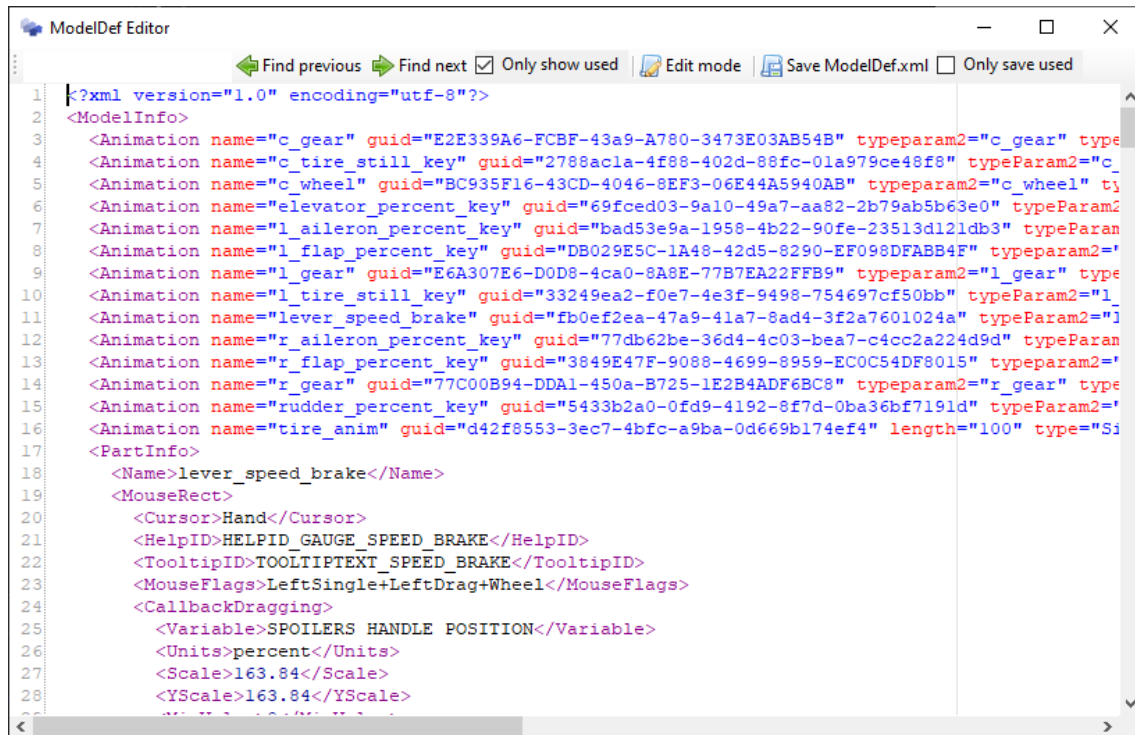 ModelDef Editor
Find previous Find next Only show used Edit mode Save ModelDef.xml Only save used
1 <?xml version="1.0" encoding="utf-8"?>
2 <ModelInfo>
3 <Animation name="c_gear" guid="E2E339A6-FCBF-43a9-A780-3473E03AB54B" typeparam2="c_gear" type
4 <Animation name="c_tire_still_key" guid="2788ac1a-4f88-402d-88fc-01a979ce48f8" typeParam2="c_
5 <Animation name="c_wheel" guid="BC935F16-43CD-4046-8EF3-06E44A5940AB" typeparam2="c_wheel" ty
6 <Animation name="elevator_percent_key" guid="69fced03-9a10-49a7-aa82-2b79ab5b63e0" typeParam2
7 <Animation name="l_aileron_percent_key" guid="bad53e9a-1958-4b22-90fe-23513d121db3" typeParam
8 <Animation name="l_flap_percent_key" guid="DB029E5C-1A48-42d5-8290-EF098DFABB4F" typeparam2="
9 <Animation name="l_gear" guid="E6A307E6-D0D8-4ca0-8A8E-77B7EA22FFB9" typeparam2="l_gear" type
10 <Animation name="l_tire_still_key" guid="33249ea2-f0e7-4e3f-9498-754697cf50bb" typeParam2="l_
11 <Animation name="lever_speed_brake" guid="fb0ef2ea-47a9-41a7-8ad4-3f2a7601024a" typeParam2="l
12 <Animation name="r_aileron_percent_key" guid="77db62be-36d4-4c03-bea7-c4cc2a224d9d" typeParam
13 <Animation name="r_flap_percent_key" guid="3849E47F-9088-4699-8959-EC0C54DF8015" typeparam2="
14 <Animation name="r_gear" guid="77C00B94-DDA1-450a-B725-1E2B4ADF6BC8" typeparam2="r_gear" type
15 <Animation name="rudder_percent_key" guid="5433b2a0-0fd9-4192-8f7d-0ba36bf7191d" typeParam2="
16 <Animation name="tire_anim" guid="d42f8553-3ec7-4bfc-a9ba-0d669b174ef4" length="100" type="Si
17 <PartInfo>
18 <Name>lever_speed_brake</Name>
19 <MouseRect>
20 <Cursor>Hand</Cursor>
21 <HelpID>HELPID_GAUGE_SPEED_BRAKE</HelpID>
22 <TooltipID>TOOLTIPTEXT_SPEED_BRAKE</TooltipID>
23 <MouseFlags>LeftSingle+LeftDrag+Wheel</MouseFlags>
24 <CallbackDragging>
25 <Variable>SPOILERS HANDLE POSITION</Variable>
26 <Units>percent</Units>
27 <Scale>163.84</Scale>
28 <YScale>163.84</YScale>